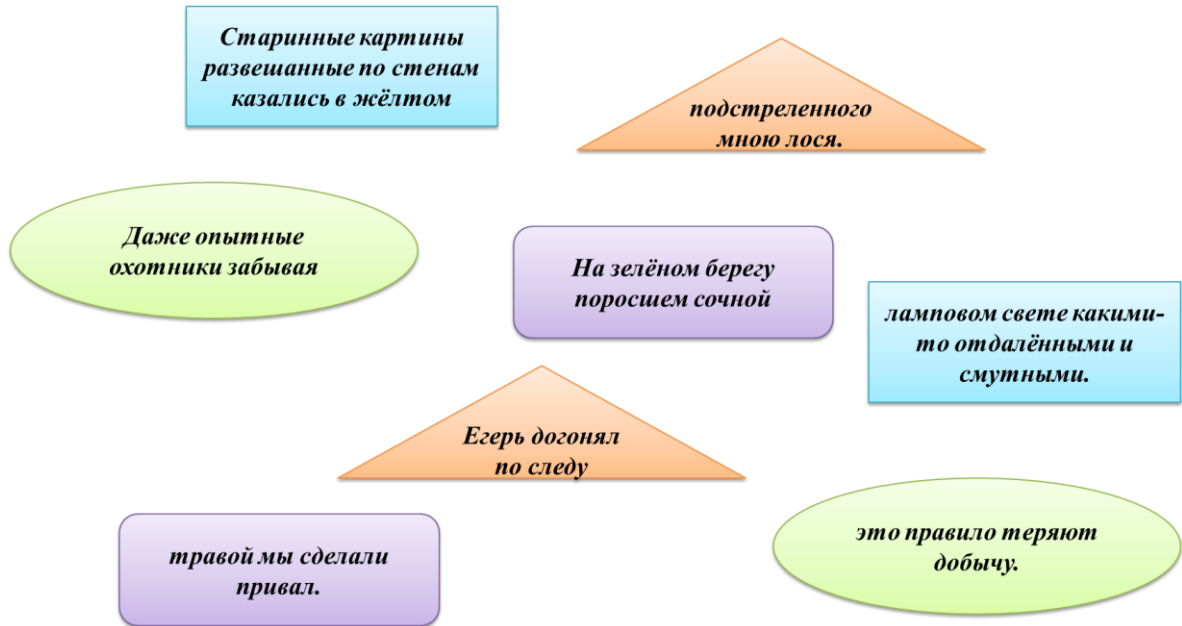 Старинные картины
развешанные по стенам
казались в жёлтом
подстреленного
мною лося.
Даже опытные
охотники забывая
На зелёном берегу
поросшем сочной
ламповом свете какими-
то отдалёнными и
смутными.
Егерь догонял
по следу
травой мы сделали
привал.
это правило теряют
добычу.